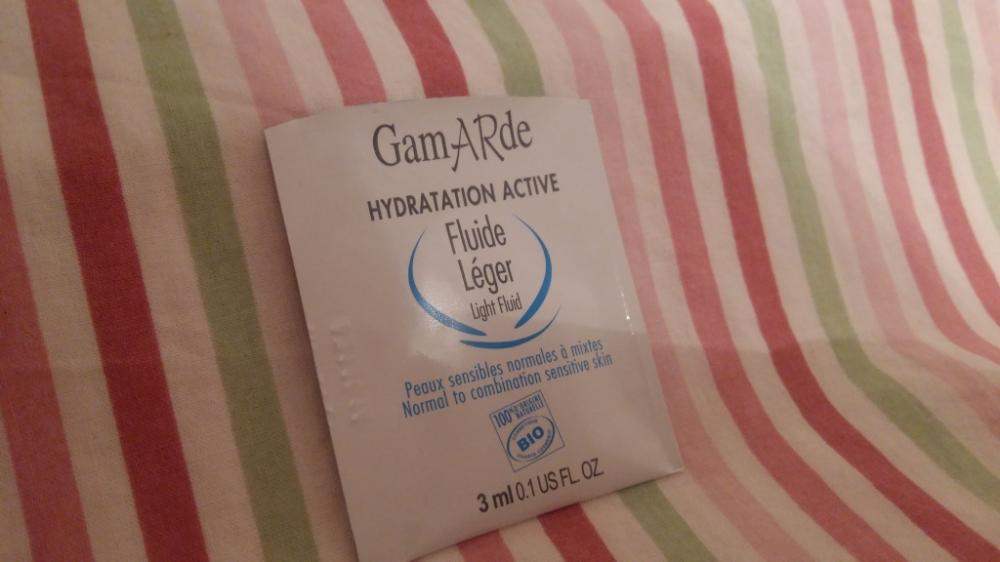 GamARde
HYDRATATION ACTIVE
Fluide
Léger
Light Fluid
Peaux sensibles normales à mixtes
Normal to combination sensitive skin
100% ORIGINE
NATURELLE
BIO
3 ml 0.1 US FL. OZ.